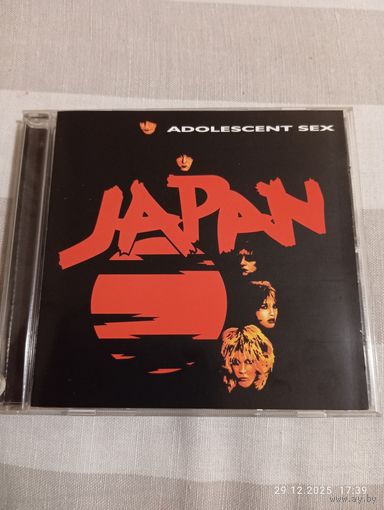 ADOLESCENT SEX
JAPAN
29.12.2025 17:39
www.ay.by